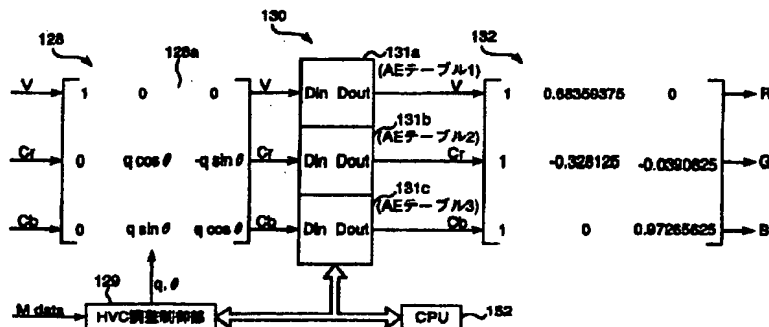 128
128a
130
131a
132
(AEテーブル1)
V 1 0 0 V Din Dout V 1 0.68359375 0 R
131b
(AEテーブル2)
Cr 0 q cos θ -q sin θ Cr Din Dout Cr 1 -0.328125 -0.0390625 G
131c
(AEテーブル3)
Cb 0 q sin θ q cos θ Cb Din Dout Cb 1 0 0.97265625 B
129
q, θ
M data
HVC調整制御部
CPU
152